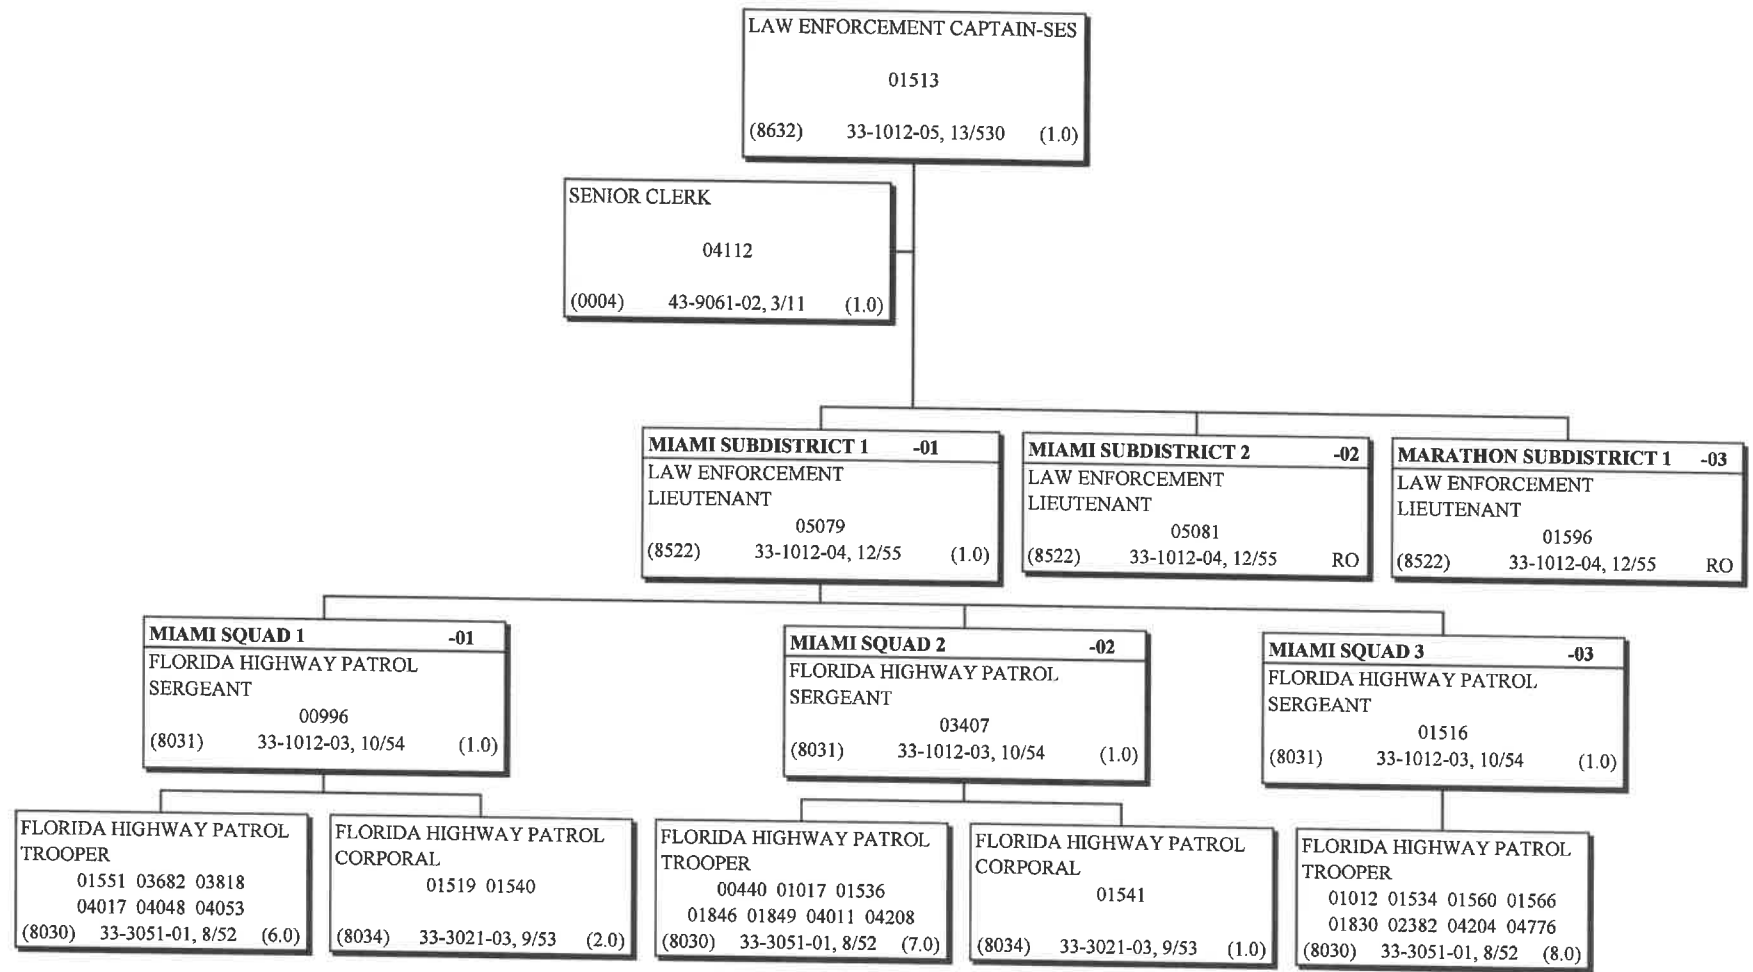 LAW ENFORCEMENT CAPTAIN-SES
01513
(8632) 33-1012-05, 13/530 (1.0)
SENIOR CLERK
04112
(0004) 43-9061-02, 3/11 (1.0)
MIAMI SUBDISTRICT 1 -01
LAW ENFORCEMENT
LIEUTENANT
05079
(8522) 33-1012-04, 12/55 (1.0)
MIAMI SUBDISTRICT 2 -02
LAW ENFORCEMENT
LIEUTENANT
05081
(8522) 33-1012-04, 12/55 RO
MARATHON SUBDISTRICT 1 -03
LAW ENFORCEMENT
LIEUTENANT
01596
(8522) 33-1012-04, 12/55 RO
MIAMI SQUAD 1 -01
FLORIDA HIGHWAY PATROL
SERGEANT
00996
(8031) 33-1012-03, 10/54 (1.0)
MIAMI SQUAD 2 -02
FLORIDA HIGHWAY PATROL
SERGEANT
03407
(8031) 33-1012-03, 10/54 (1.0)
MIAMI SQUAD 3 -03
FLORIDA HIGHWAY PATROL
SERGEANT
01516
(8031) 33-1012-03, 10/54 (1.0)
FLORIDA HIGHWAY PATROL
TROOPER
01551 03682 03818
04017 04048 04053
(8030) 33-3051-01, 8/52 (6.0)
FLORIDA HIGHWAY PATROL
CORPORAL
01519 01540
(8034) 33-3021-03, 9/53 (2.0)
FLORIDA HIGHWAY PATROL
TROOPER
00440 01017 01536
01846 01849 04011 04208
(8030) 33-3051-01, 8/52 (7.0)
FLORIDA HIGHWAY PATROL
CORPORAL
01541
(8034) 33-3021-03, 9/53 (1.0)
FLORIDA HIGHWAY PATROL
TROOPER
01012 01534 01560 01566
01830 02382 04204 04776
(8030) 33-3051-01, 8/52 (8.0)